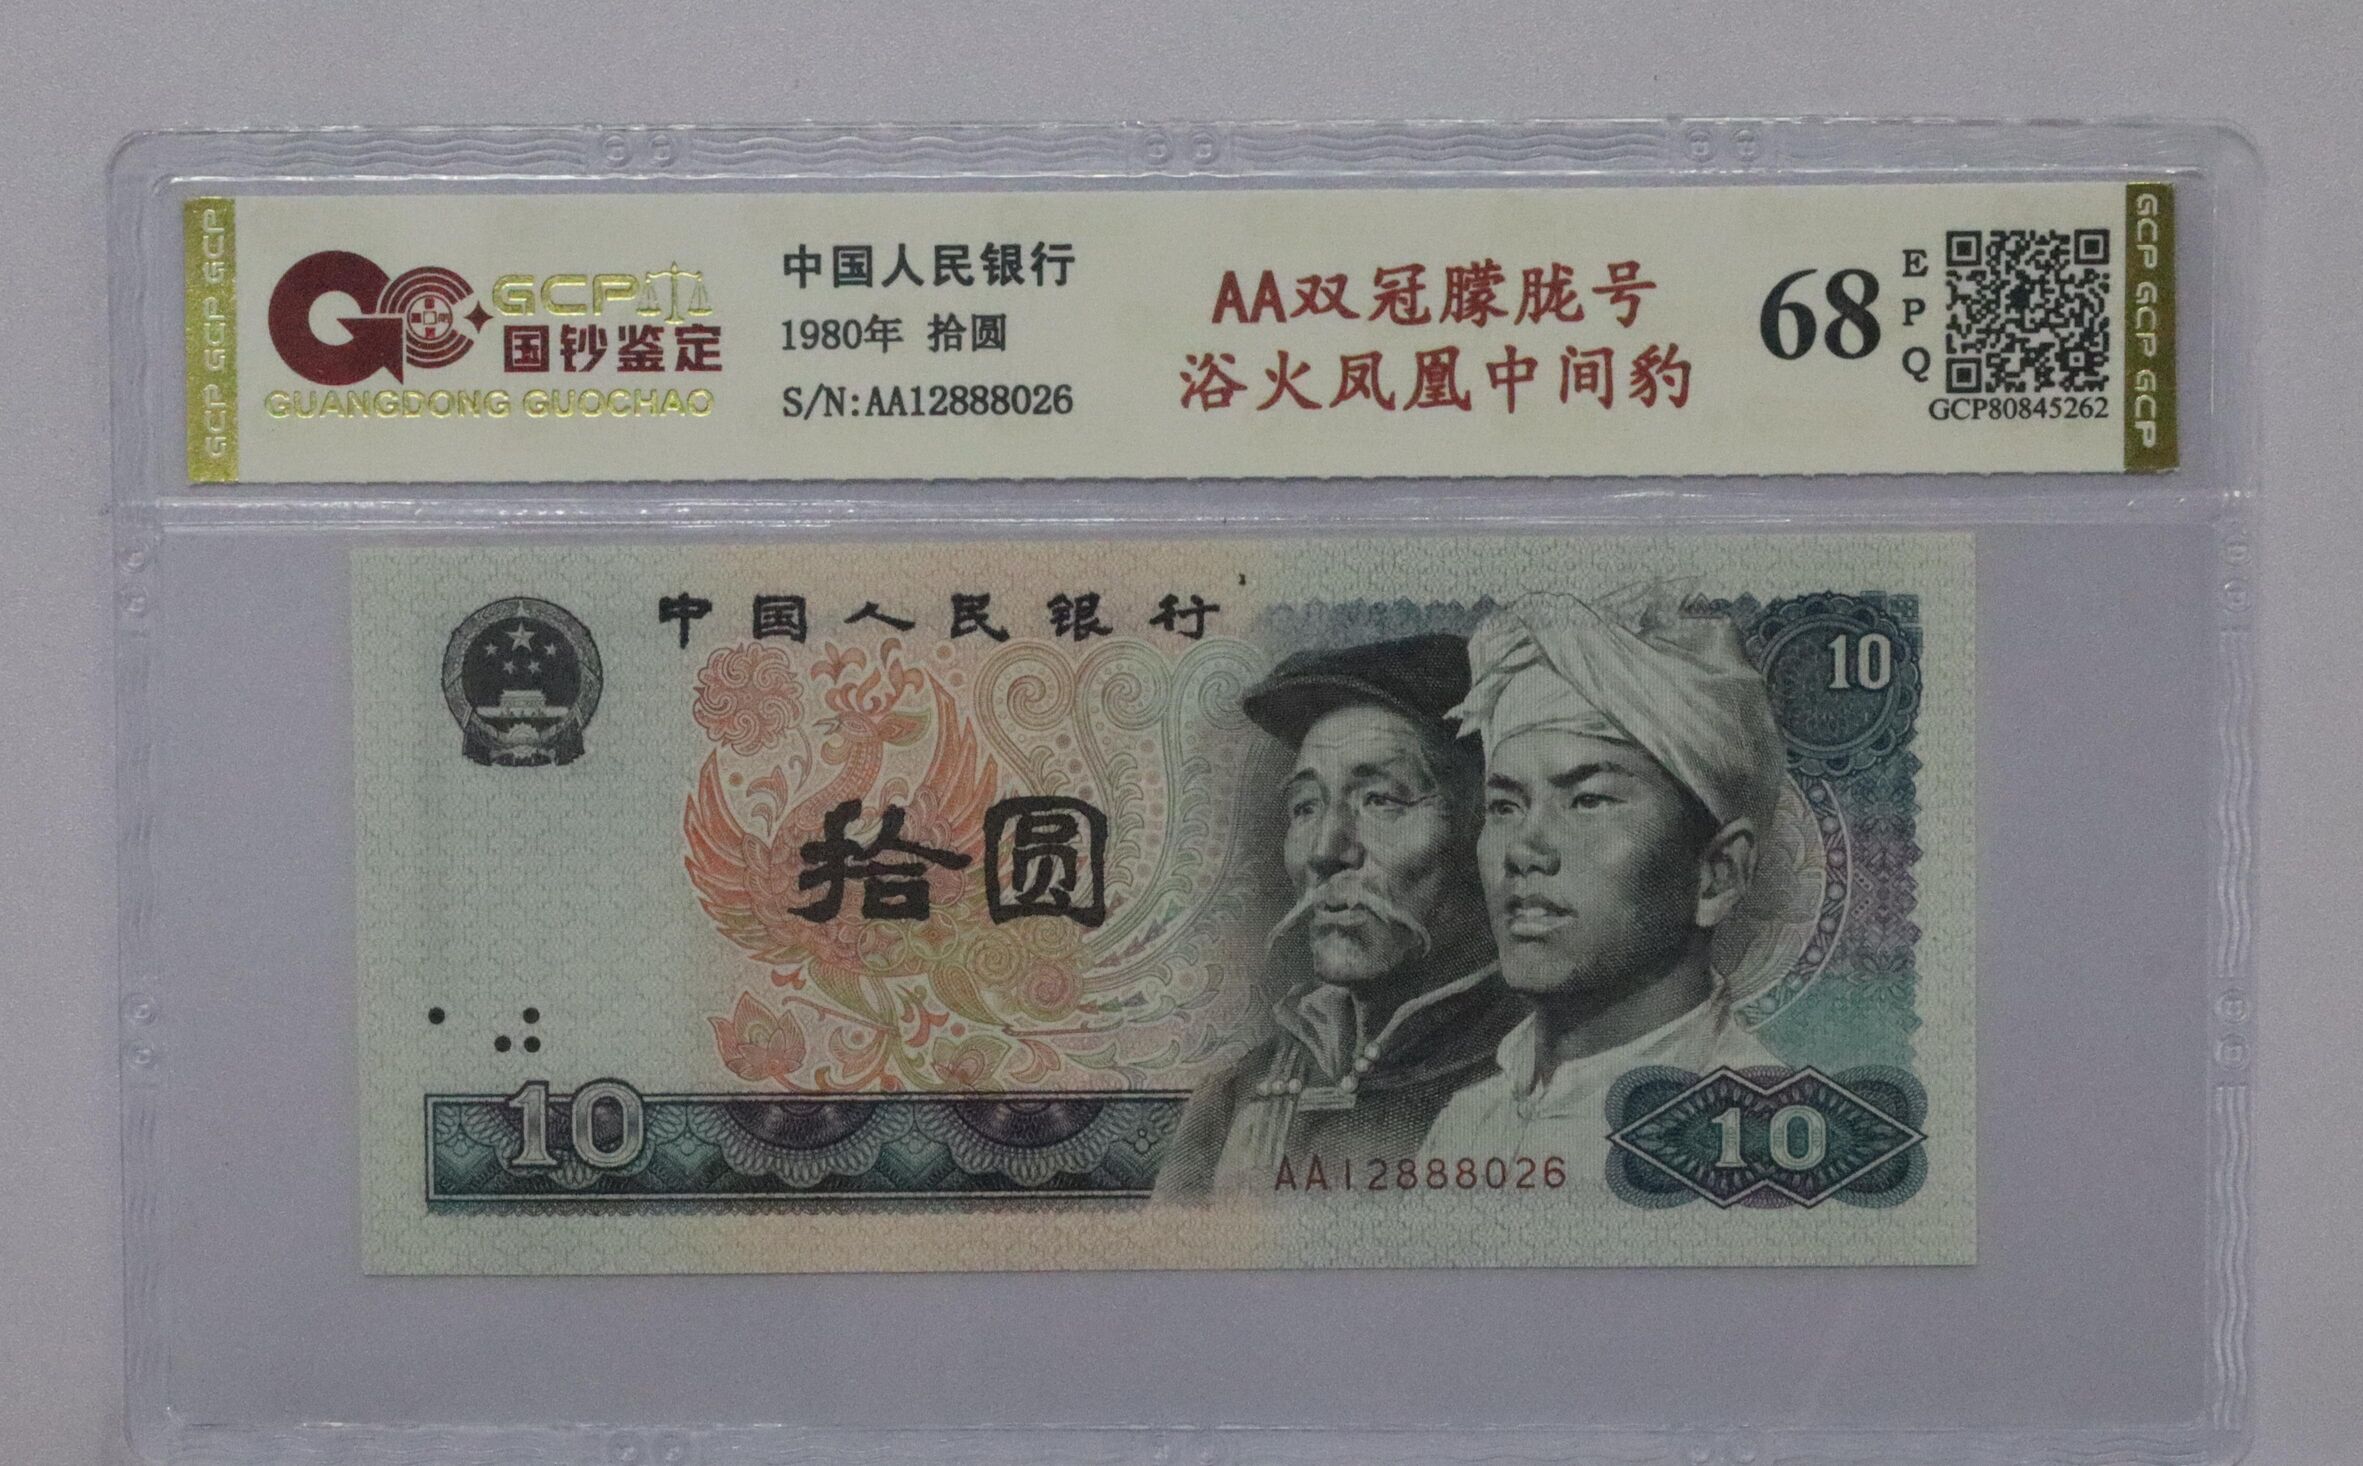 GCP GCP GCP
GCP
国钞鉴定
GUANGDONG GUOCHAO
中国人民银行
1980年 拾圆
S/N:AA12888026
AA双冠朦胧号
浴火凤凰中间豹
68
EPQ
GCP80845262
GCP GCP GCP
中国人民银行
10
拾圆
10
AA12888026
10